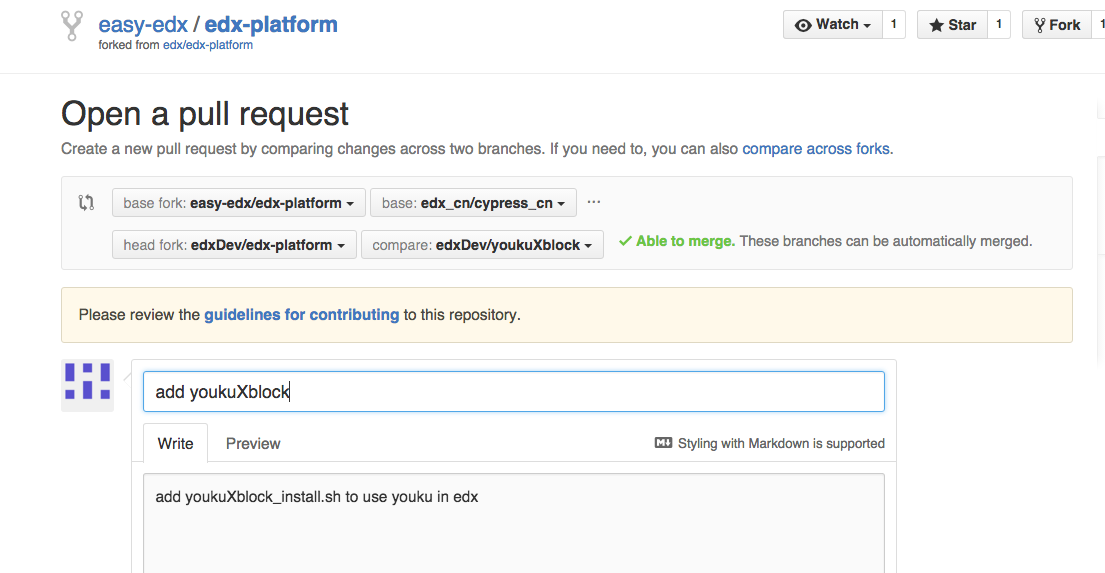 easy-edx / edx-platform
Watch 1 Star 1 Fork 1
forked from edx/edx-platform
Open a pull request
Create a new pull request by comparing changes across two branches. If you need to, you can also compare across forks.
base fork: easy-edx/edx-platform base: edx_cn/cypress_cn ...
head fork: edxDev/edx-platform compare: edxDev/youkuXblock Able to merge. These branches can be automatically merged.
Please review the guidelines for contributing to this repository.
add youkuXblock
Write Preview Styling with Markdown is supported
add youkuXblock_install.sh to use youku in edx